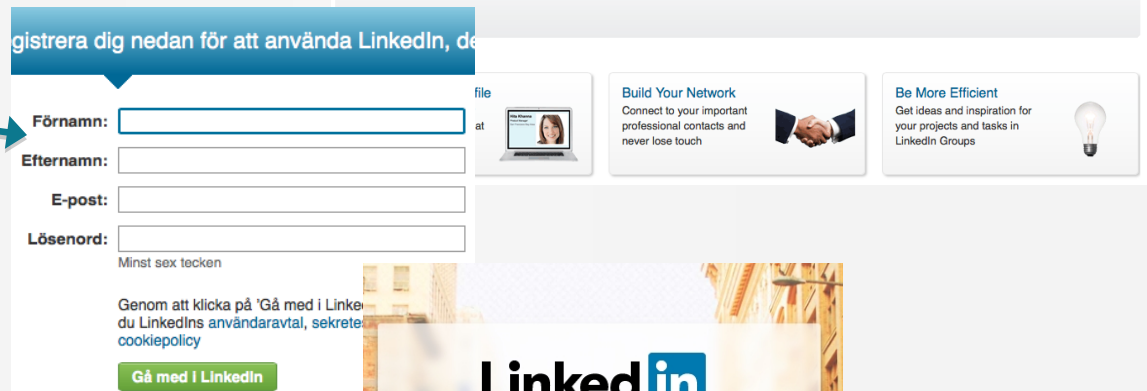 gistrera dig nedan för att använda LinkedIn, de
Förnamn:
Efternamn:
E-post:
Lösenord:
Minst sex tecken
Genom att klicka på 'Gå med i Linke
du LinkedIns användaravtal, sekrete
cookiepolicy
Gå med i LinkedIn
file
at
Build Your Network
Connect to your important
professional contacts and
never lose touch
Be More Efficient
Get ideas and inspiration for
your projects and tasks in
LinkedIn Groups
Linked in